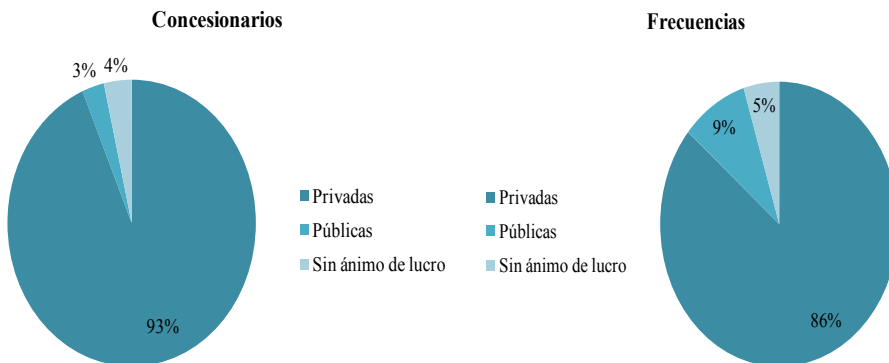 Concesionarios
3%
4%
93%
Privadas
Públicas
Sin ánimo de lucro
Frecuencias
Privadas
Públicas
Sin ánimo de lucro
9%
5%
86%